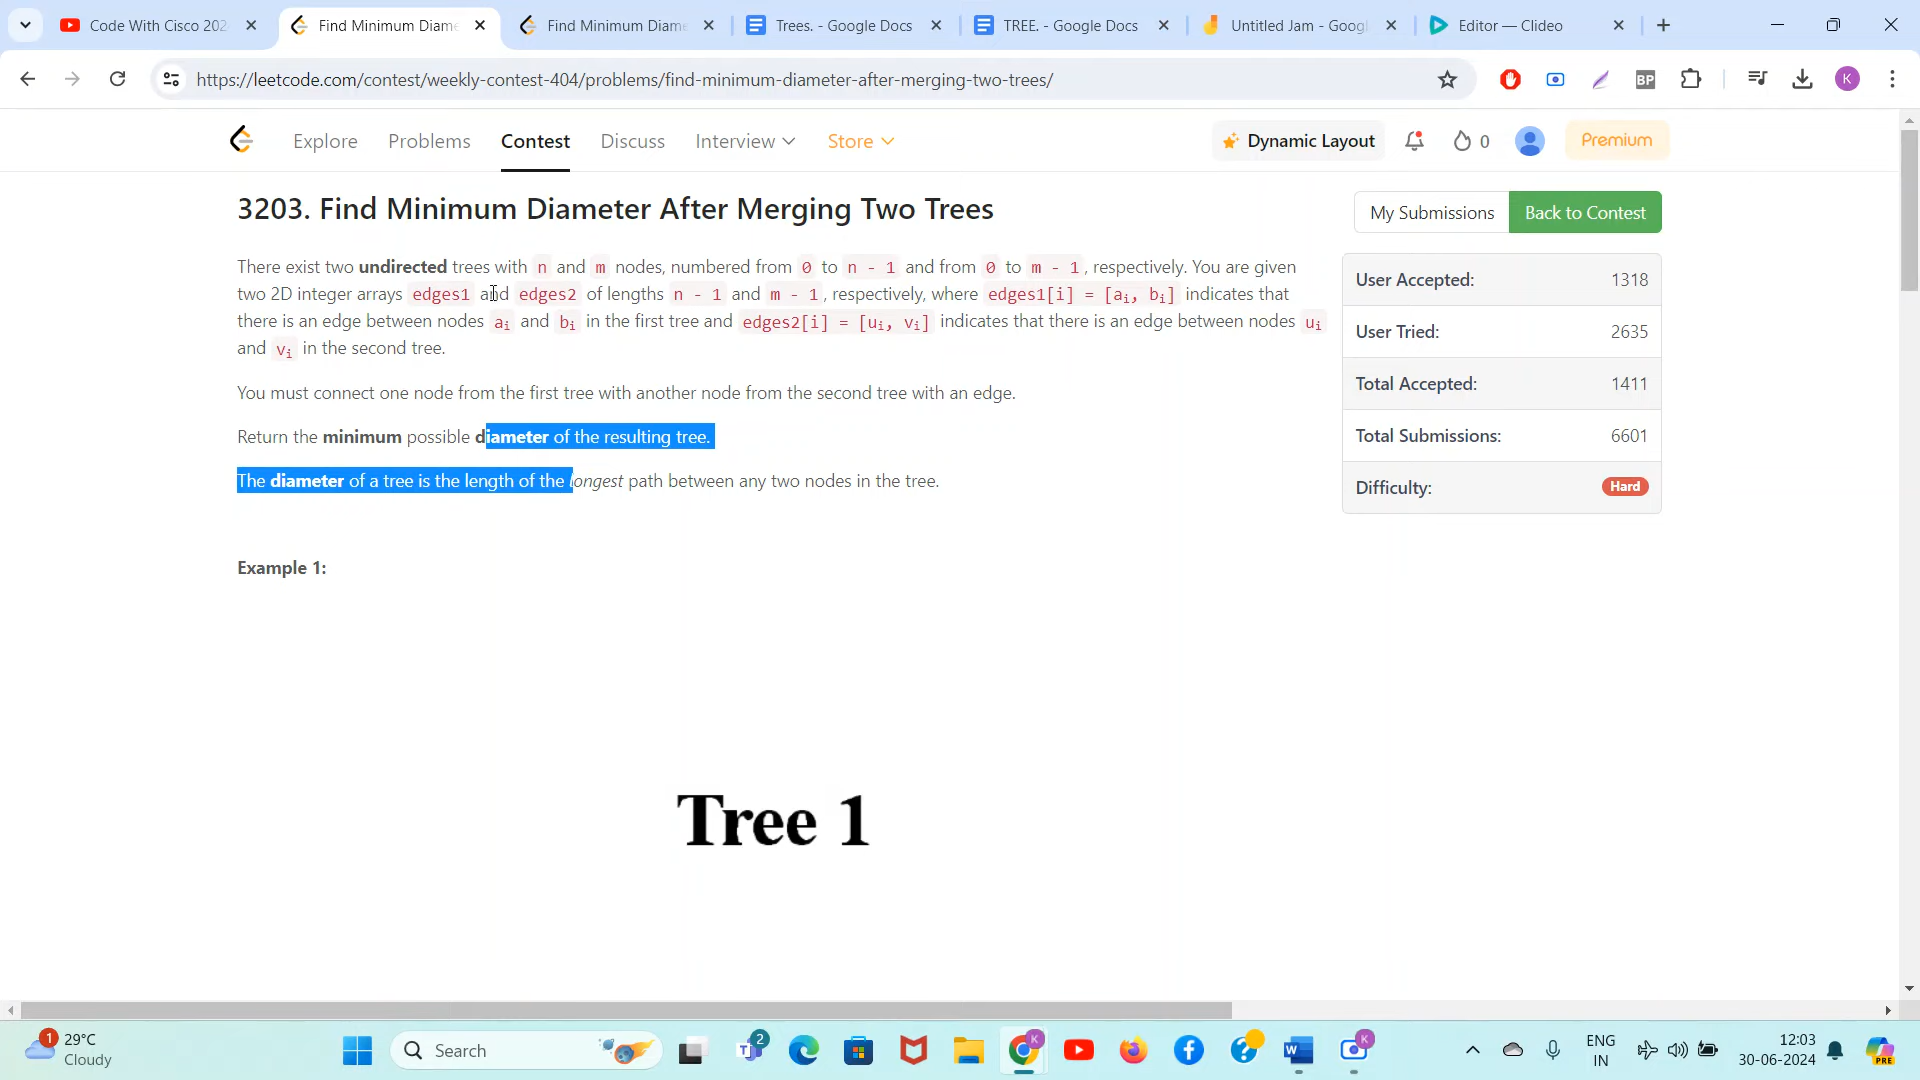 Code With Cisco 202
Find Minimum Diame
Find Minimum Diame
Trees. - Google Docs
TREE. - Google Docs
Untitled Jam - Goog
Editor — Clideo
https://leetcode.com/contest/weekly-contest-404/problems/find-minimum-diameter-after-merging-two-trees/
BP
K
Explore
Problems
Contest
Discuss
Interview
Store
Dynamic Layout
0
Premium
3203. Find Minimum Diameter After Merging Two Trees
My Submissions
Back to Contest
There exist two undirected trees with n and m nodes, numbered from 0 to n - 1 and from 0 to m - 1, respectively. You are given
two 2D integer arrays edges1 and edges2 of lengths n - 1 and m - 1, respectively, where edges1[i] = [ai, bi] indicates that
there is an edge between nodes ai and bi in the first tree and edges2[i] = [ui, vi] indicates that there is an edge between nodes ui
and vi in the second tree.
You must connect one node from the first tree with another node from the second tree with an edge.
Return the minimum possible diameter of the resulting tree.
The diameter of a tree is the length of the longest path between any two nodes in the tree.
User Accepted: 1318
User Tried: 2635
Total Accepted: 1411
Total Submissions: 6601
Difficulty: Hard
Example 1:
Tree 1
1
29°C
Cloudy
Search
2
K
K
ENG
IN
12:03
30-06-2024
PRE